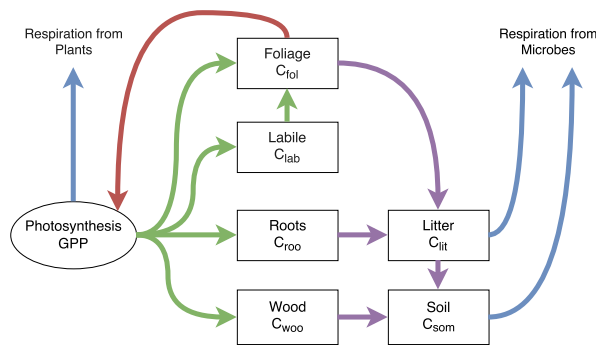 Respiration from
Plants
Foliage
Cfol
Respiration from
Microbes
Labile
Clab
Photosynthesis
GPP
Roots
Croo
Litter
Clit
Wood
Cwoo
Soil
Csom